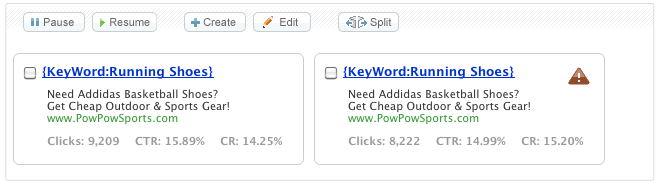 Pause Resume Create Edit Split
{KeyWord:Running Shoes}
Need Addidas Basketball Shoes?
Get Cheap Outdoor & Sports Gear!
www.PowPowSports.com
Clicks: 9,209 CTR: 15.89% CR: 14.25%
{KeyWord:Running Shoes}
Need Addidas Basketball Shoes?
Get Cheap Outdoor & Sports Gear!
www.PowPowSports.com
Clicks: 8,222 CTR: 14.99% CR: 15.20%